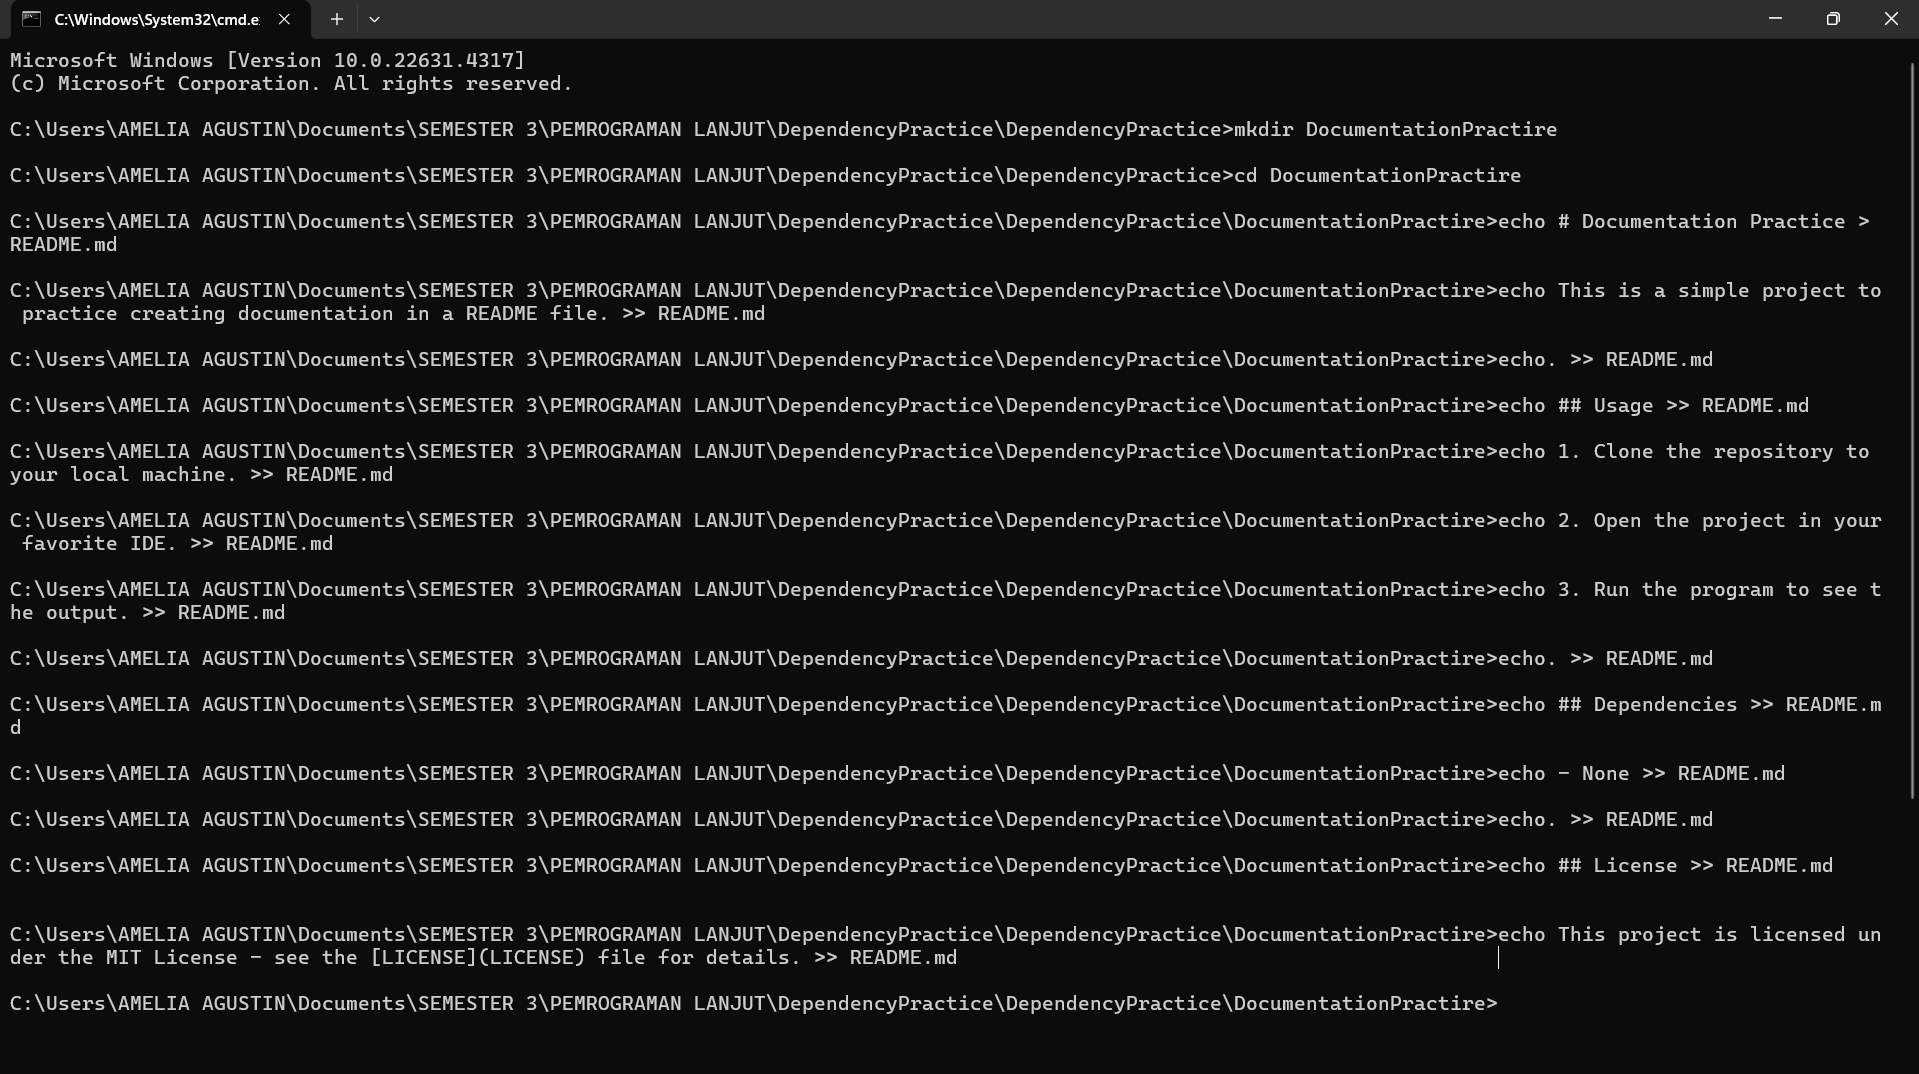 C:\Windows\System32\cmd.e
Microsoft Windows [Version 10.0.22631.4317]
(c) Microsoft Corporation. All rights reserved.
C:\Users\AMELIA AGUSTIN\Documents\SEMESTER 3\PEMROGRAMAN LANJUT\DependencyPractice\DependencyPractice>mkdir DocumentationPractire
C:\Users\AMELIA AGUSTIN\Documents\SEMESTER 3\PEMROGRAMAN LANJUT\DependencyPractice\DependencyPractice>cd DocumentationPractire
C:\Users\AMELIA AGUSTIN\Documents\SEMESTER 3\PEMROGRAMAN LANJUT\DependencyPractice\DependencyPractice\DocumentationPractire>echo # Documentation Practice >
README.md
C:\Users\AMELIA AGUSTIN\Documents\SEMESTER 3\PEMROGRAMAN LANJUT\DependencyPractice\DependencyPractice\DocumentationPractire>echo This is a simple project to
 practice creating documentation in a README file. >> README.md
C:\Users\AMELIA AGUSTIN\Documents\SEMESTER 3\PEMROGRAMAN LANJUT\DependencyPractice\DependencyPractice\DocumentationPractire>echo. >> README.md
C:\Users\AMELIA AGUSTIN\Documents\SEMESTER 3\PEMROGRAMAN LANJUT\DependencyPractice\DependencyPractice\DocumentationPractire>echo ## Usage >> README.md
C:\Users\AMELIA AGUSTIN\Documents\SEMESTER 3\PEMROGRAMAN LANJUT\DependencyPractice\DependencyPractice\DocumentationPractire>echo 1. Clone the repository to
your local machine. >> README.md
C:\Users\AMELIA AGUSTIN\Documents\SEMESTER 3\PEMROGRAMAN LANJUT\DependencyPractice\DependencyPractice\DocumentationPractire>echo 2. Open the project in your
 favorite IDE. >> README.md
C:\Users\AMELIA AGUSTIN\Documents\SEMESTER 3\PEMROGRAMAN LANJUT\DependencyPractice\DependencyPractice\DocumentationPractire>echo 3. Run the program to see t
he output. >> README.md
C:\Users\AMELIA AGUSTIN\Documents\SEMESTER 3\PEMROGRAMAN LANJUT\DependencyPractice\DependencyPractice\DocumentationPractire>echo. >> README.md
C:\Users\AMELIA AGUSTIN\Documents\SEMESTER 3\PEMROGRAMAN LANJUT\DependencyPractice\DependencyPractice\DocumentationPractire>echo ## Dependencies >> README.m
d
C:\Users\AMELIA AGUSTIN\Documents\SEMESTER 3\PEMROGRAMAN LANJUT\DependencyPractice\DependencyPractice\DocumentationPractire>echo - None >> README.md
C:\Users\AMELIA AGUSTIN\Documents\SEMESTER 3\PEMROGRAMAN LANJUT\DependencyPractice\DependencyPractice\DocumentationPractire>echo. >> README.md
C:\Users\AMELIA AGUSTIN\Documents\SEMESTER 3\PEMROGRAMAN LANJUT\DependencyPractice\DependencyPractice\DocumentationPractire>echo ## License >> README.md
C:\Users\AMELIA AGUSTIN\Documents\SEMESTER 3\PEMROGRAMAN LANJUT\DependencyPractice\DependencyPractice\DocumentationPractire>echo This project is licensed un
der the MIT License - see the [LICENSE](LICENSE) file for details. >> README.md
C:\Users\AMELIA AGUSTIN\Documents\SEMESTER 3\PEMROGRAMAN LANJUT\DependencyPractice\DependencyPractice\DocumentationPractire>